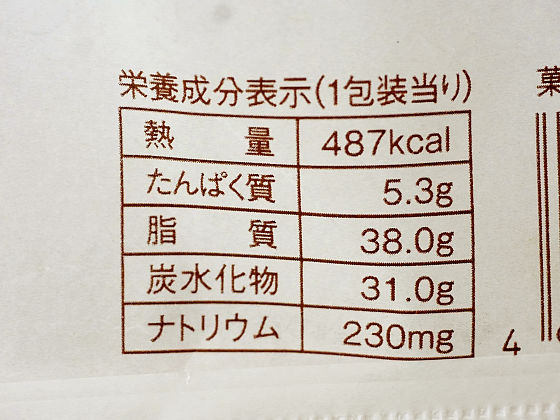 栄養成分表示(1包装当り)
熱量 487kcal
たんぱく質 5.3g
脂質 38.0g
炭水化物 31.0g
ナトリウム 230mg
菓
4